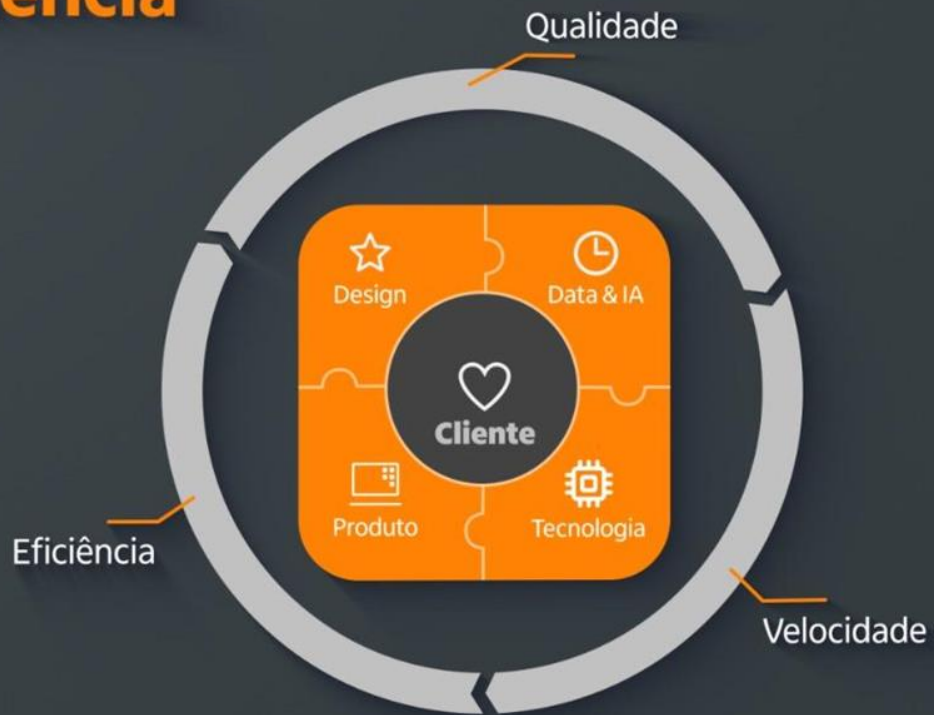 Qualidade
Design
Data & IA
Cliente
Produto
Tecnologia
Eficiência
Velocidade